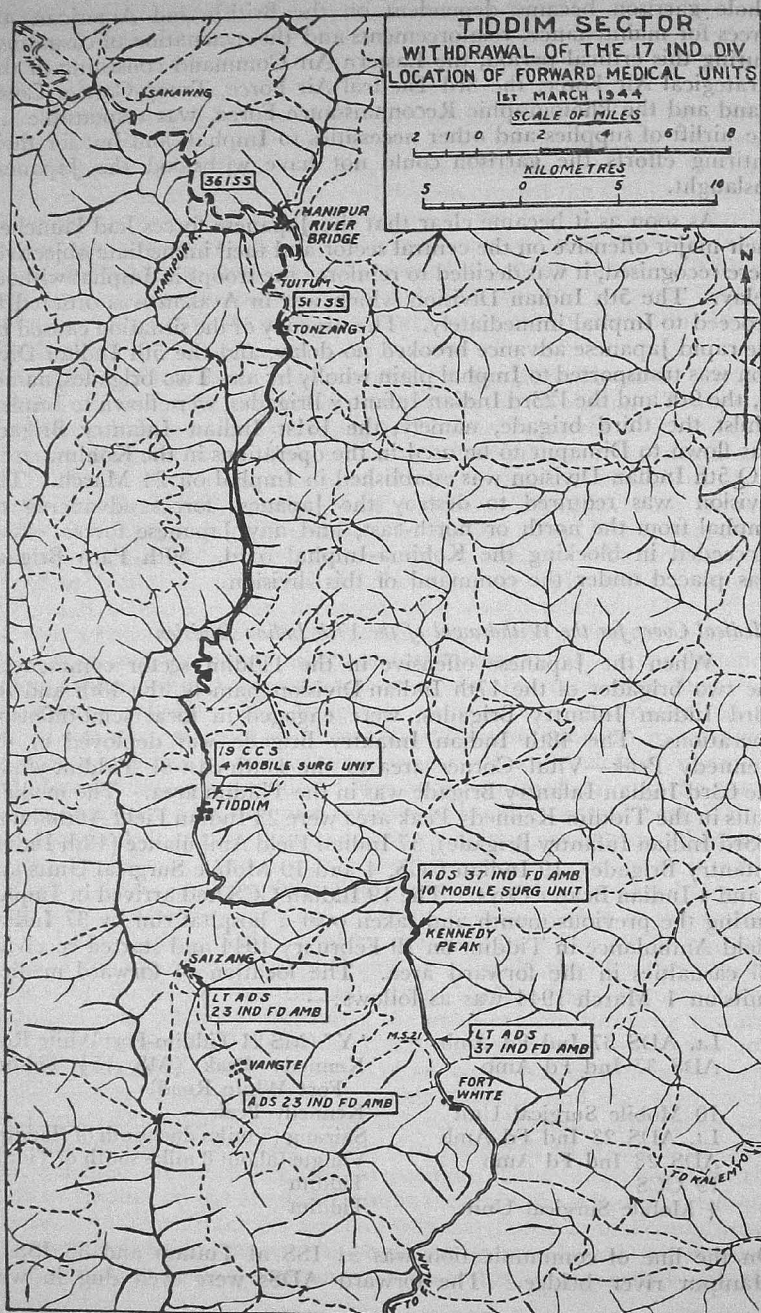 TIDDIM SECTOR
WITHDRAWAL OF THE 17 IND DIV
LOCATION OF FORWARD MEDICAL UNITS
1ST MARCH 1944
SCALE OF MILES
2 0 2 4 6 8
KILOMETRES
5 0 5 10
N
SAKAWNG
36 ISS
MANIPUR
RIVER
BRIDGE
MANIPUR R
TUITUM
51 ISS
TONZANG
19 CCS
4 MOBILE SURG UNIT
TIDDIM
ADS 37 IND FD AMB
10 MOBILE SURG UNIT
KENNEDY
PEAK
SAIZANG
LT ADS
23 IND FD AMB
M.S. 21
LT ADS
37 IND FD AMB
VANGTE
FORT
WHITE
ADS 23 IND FD AMB
TO KALEMYO
TO FALAM